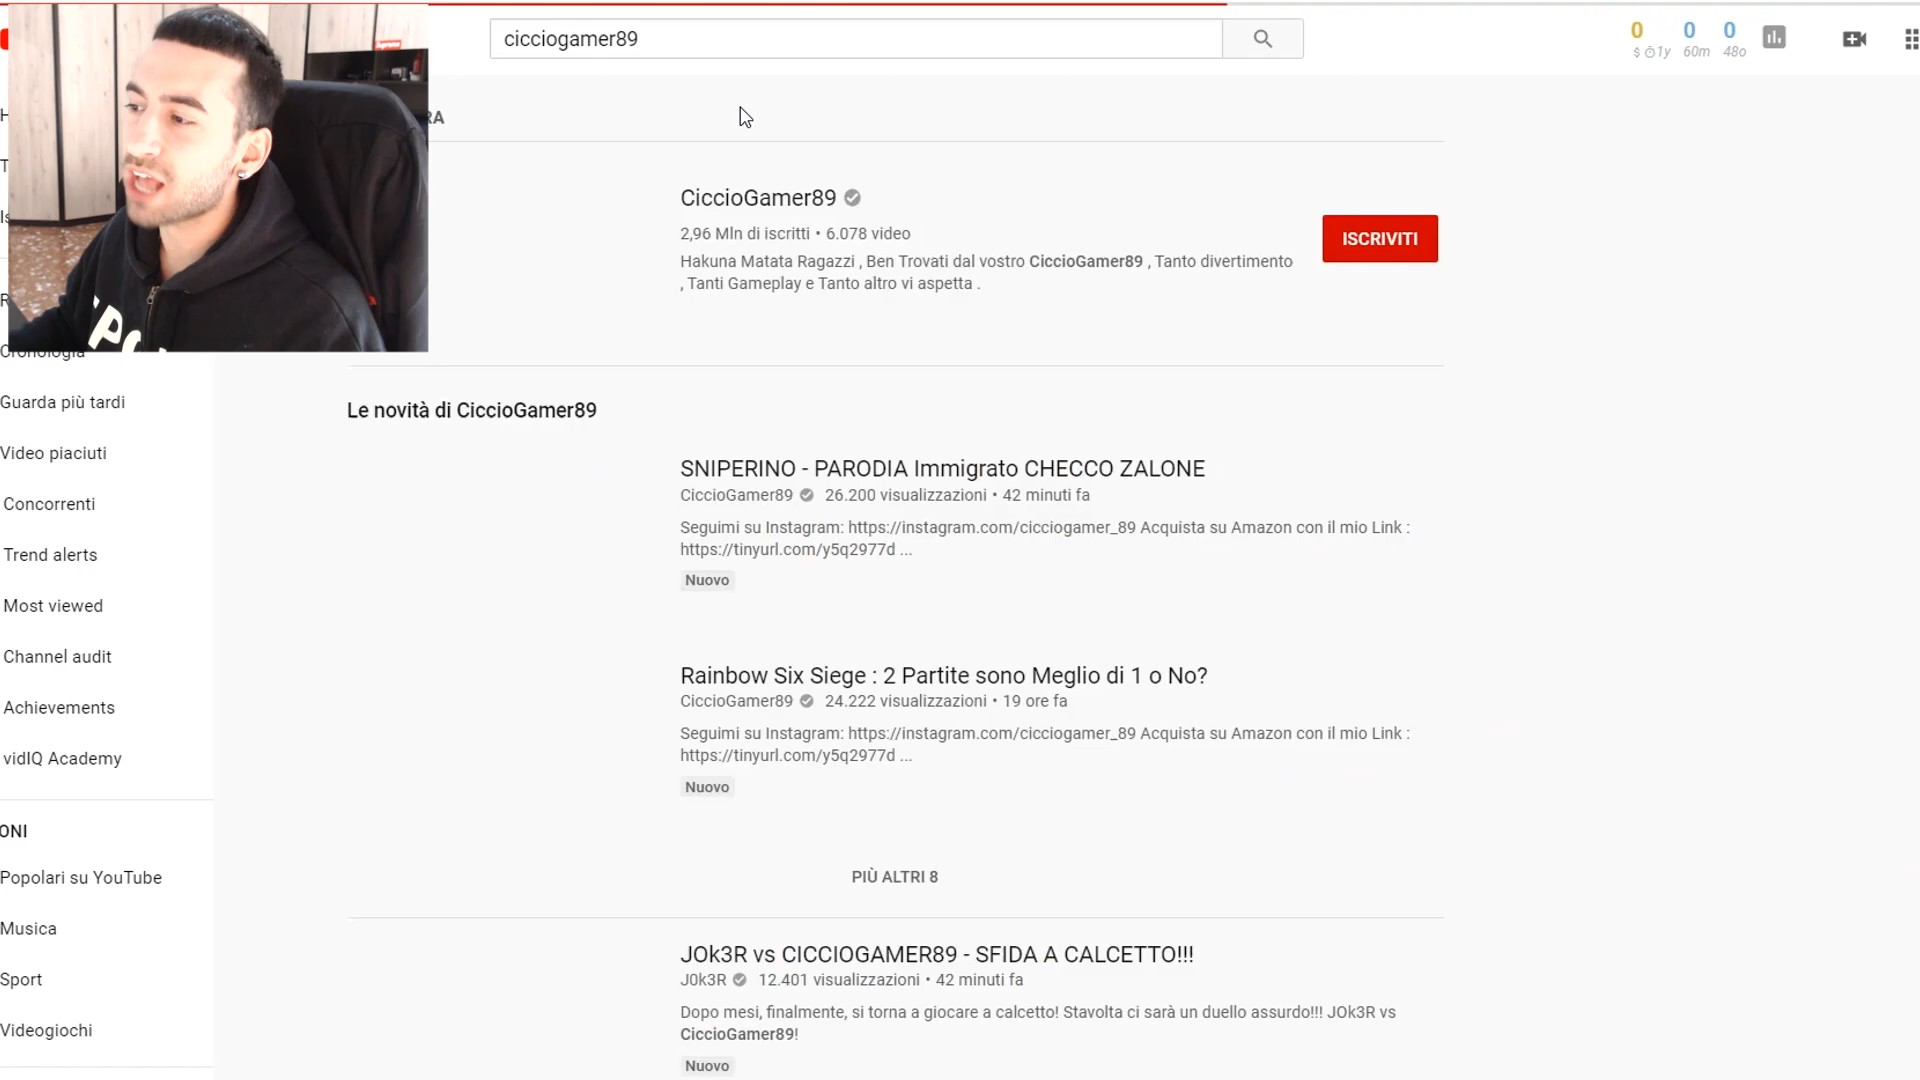 cicciogamer89
0
0
0
1y
60m
48o
RA
CiccioGamer89
2,96 Mln di iscritti • 6.078 video
Hakuna Matata Ragazzi , Ben Trovati dal vostro CiccioGamer89 , Tanto divertimento
, Tanti Gameplay e Tanto altro vi aspetta .
ISCRIVITI
Cronologia
Guarda più tardi
Video piaciuti
Concorrenti
Trend alerts
Most viewed
Channel audit
Achievements
vidIQ Academy
ONI
Popolari su YouTube
Musica
Sport
Videogiochi
Le novità di CiccioGamer89
SNIPERINO - PARODIA Immigrato CHECCO ZALONE
CiccioGamer89 26.200 visualizzazioni • 42 minuti fa
Seguimi su Instagram: https://instagram.com/cicciogamer_89 Acquista su Amazon con il mio Link :
https://tinyurl.com/y5q2977d ...
Nuovo
Rainbow Six Siege : 2 Partite sono Meglio di 1 o No?
CiccioGamer89 24.222 visualizzazioni • 19 ore fa
Seguimi su Instagram: https://instagram.com/cicciogamer_89 Acquista su Amazon con il mio Link :
https://tinyurl.com/y5q2977d ...
Nuovo
PIÙ ALTRI 8
JOk3R vs CICCIOGAMER89 - SFIDA A CALCETTO!!!
J0k3R 12.401 visualizzazioni • 42 minuti fa
Dopo mesi, finalmente, si torna a giocare a calcetto! Stavolta ci sarà un duello assurdo!!! JOk3R vs
CiccioGamer89!
Nuovo